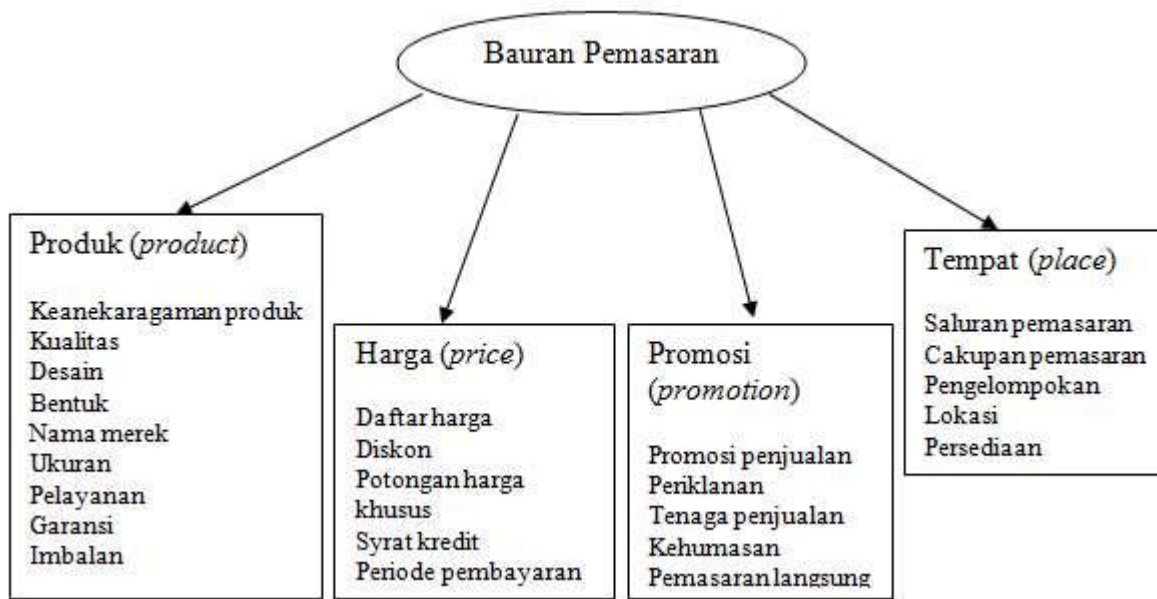 Bauran Pemasaran
Produk (product)
Keanekaragaman produk
Kualitas
Desain
Bentuk
Nama merek
Ukuran
Pelayanan
Garansi
Imbalan
Harga (price)
Daftar harga
Diskon
Potongan harga
khusus
Syrat kredit
Periode pembayaran
Promosi
(promotion)
Promosi penjualan
Periklanan
Tenaga penjualan
Kehumasan
Pemasaran langsung
Tempat (place)
Saluran pemasaran
Cakupan pemasaran
Pengelompokan
Lokasi
Persediaan